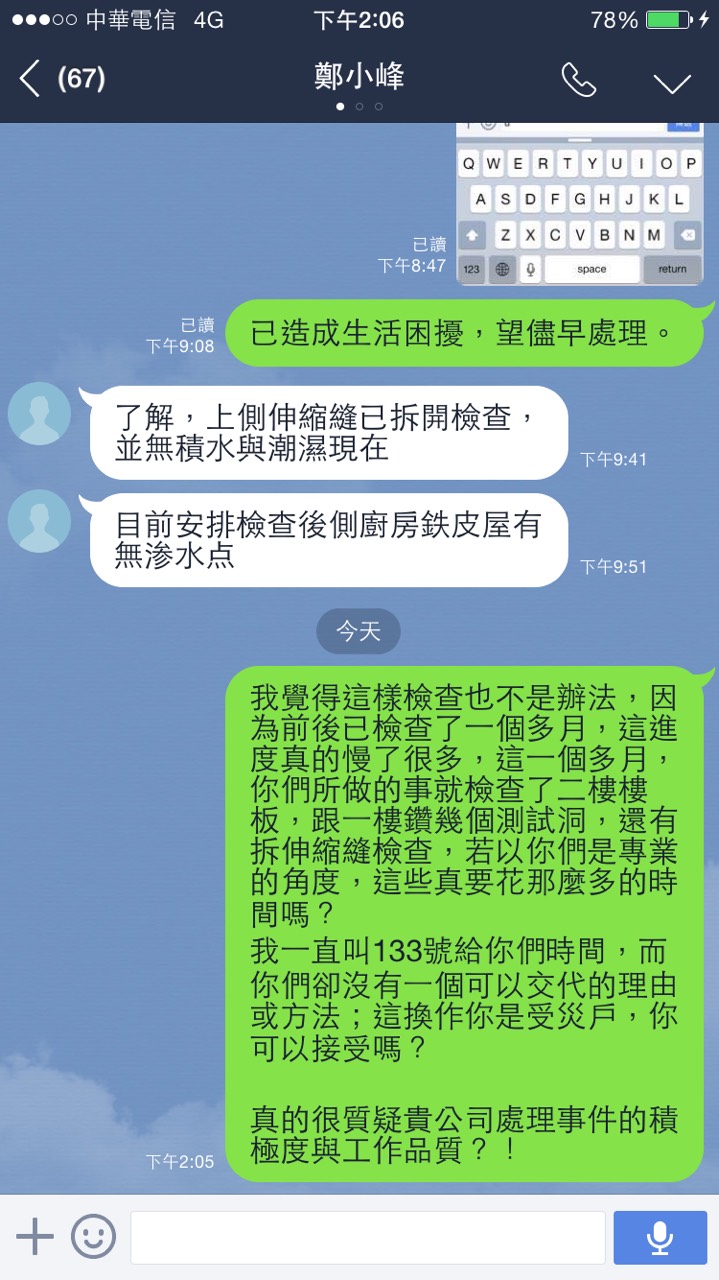 中華電信 4G 下午2:06 78%
(67) 鄭小峰
Q W E R T Y U I O P
A S D F G H J K L
Z X C V B N M
123 space return
已讀
下午8:47
已造成生活困擾，望儘早處理。
已讀
下午9:08
了解，上側伸縮縫已拆開檢查，
並無積水與潮濕現在
下午9:41
目前安排檢查後側廚房鉄皮屋有
無滲水点
下午9:51
今天
我覺得這樣檢查也不是辦法，因
為前後已檢查了一個多月，這進
度真的慢了很多，這一個多月，
你們所做的事就檢查了二樓樓
板，跟一樓鑽幾個測試洞，還有
拆伸縮縫檢查，若以你們是專業
的角度，這些真要花那麼多的時
間嗎？
我一直叫133號給你們時間，而
你們卻沒有一個可以交代的理由
或方法；這換作你是受災戶，你
可以接受嗎？
真的很質疑貴公司處理事件的積
極度與工作品質？！
下午2:05